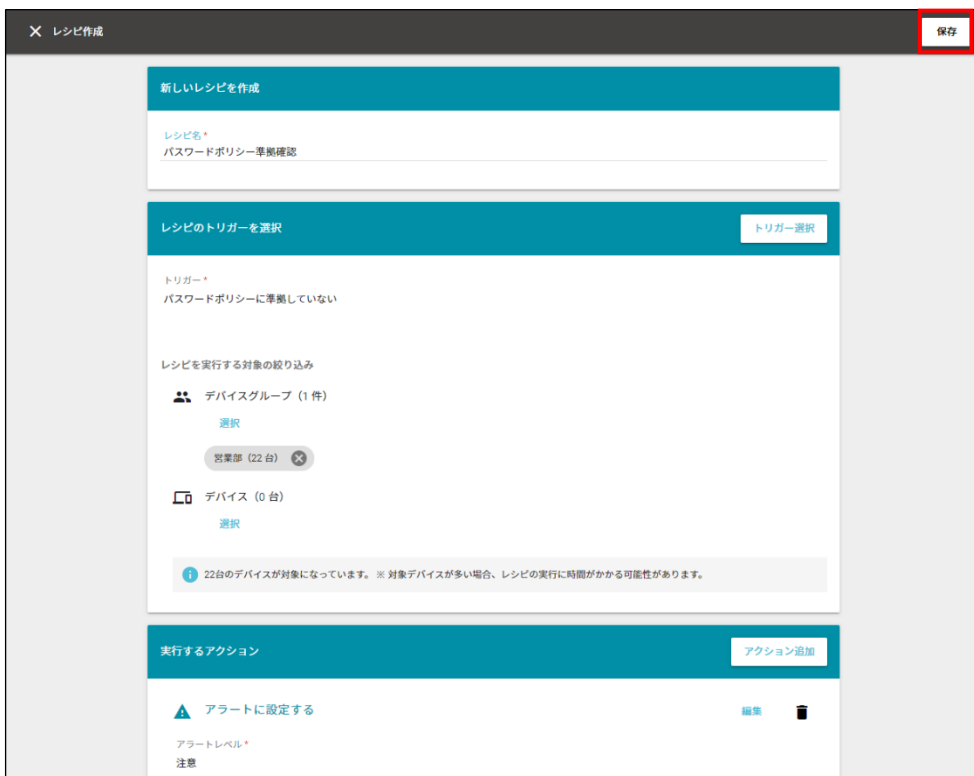 レシピ作成
保存
新しいレシピを作成
レシピ名*
パスワードポリシー準拠確認
レシピのトリガーを選択
トリガー選択
トリガー*
パスワードポリシーに準拠していない
レシピを実行する対象の絞り込み
デバイスグループ（1 件）
選択
営業部（22 台）
デバイス（0 台）
選択
22台のデバイスが対象になっています。 ※ 対象デバイスが多い場合、レシピの実行に時間がかかる可能性があります。
実行するアクション
アクション追加
アラートに設定する
編集
アラートレベル*
注意